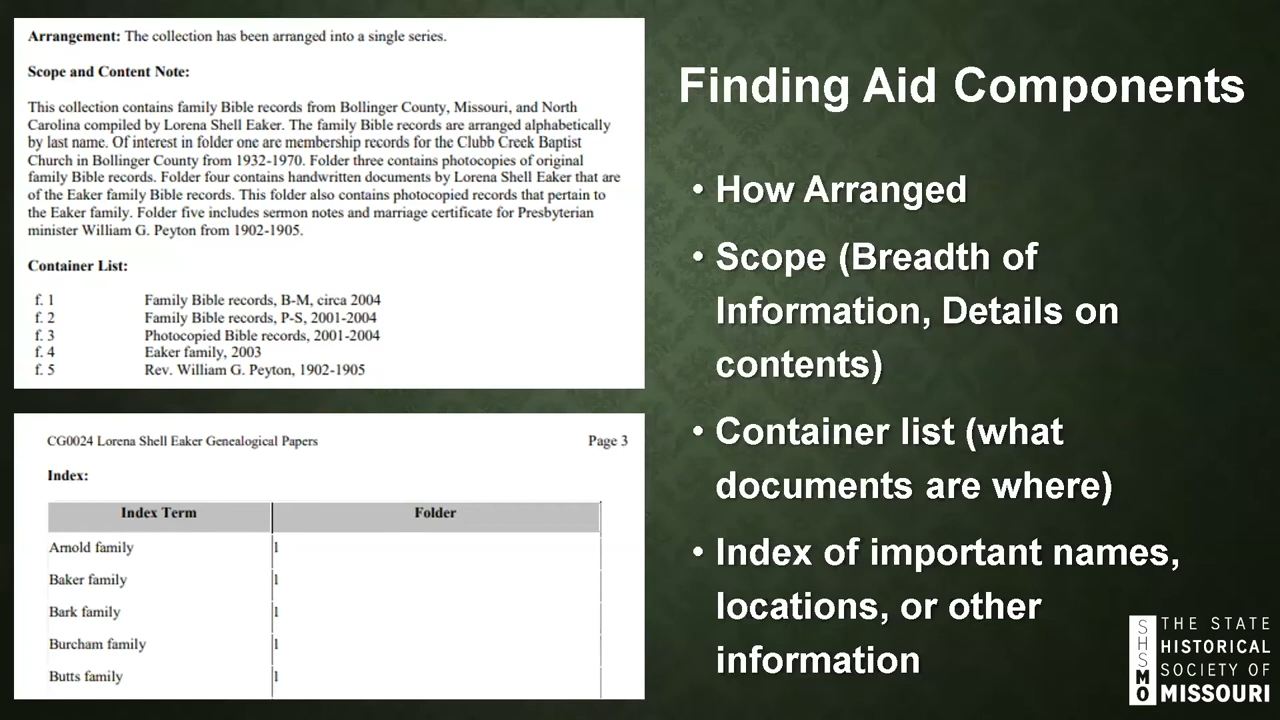 Arrangement: The collection has been arranged into a single series.
Scope and Content Note:
This collection contains family Bible records from Bollinger County, Missouri, and North
Carolina compiled by Lorena Shell Eaker. The family Bible records are arranged alphabetically
by last name. Of interest in folder one are membership records for the Clubb Creek Baptist
Church in Bollinger County from 1932-1970. Folder three contains photocopies of original
family Bible records. Folder four contains handwritten documents by Lorena Shell Eaker that are
of the Eaker family Bible records. This folder also contains photocopied records that pertain to
the Eaker family. Folder five includes sermon notes and marriage certificate for Presbyterian
minister William G. Peyton from 1902-1905.
Container List:
f. 1 Family Bible records, B-M, circa 2004
f. 2 Family Bible records, P-S, 2001-2004
f. 3 Photocopied Bible records, 2001-2004
f. 4 Eaker family, 2003
f. 5 Rev. William G. Peyton, 1902-1905
CG0024 Lorena Shell Eaker Genealogical Papers Page 3
Index:
Index Term Folder
Arnold family 1
Baker family 1
Bark family 1
Burcham family 1
Butts family 1
Finding Aid Components
• How Arranged
• Scope (Breadth of
Information, Details on
contents)
• Container list (what
documents are where)
• Index of important names,
locations, or other
information
SHSMO
THE STATE
HISTORICAL
SOCIETY OF
MISSOURI